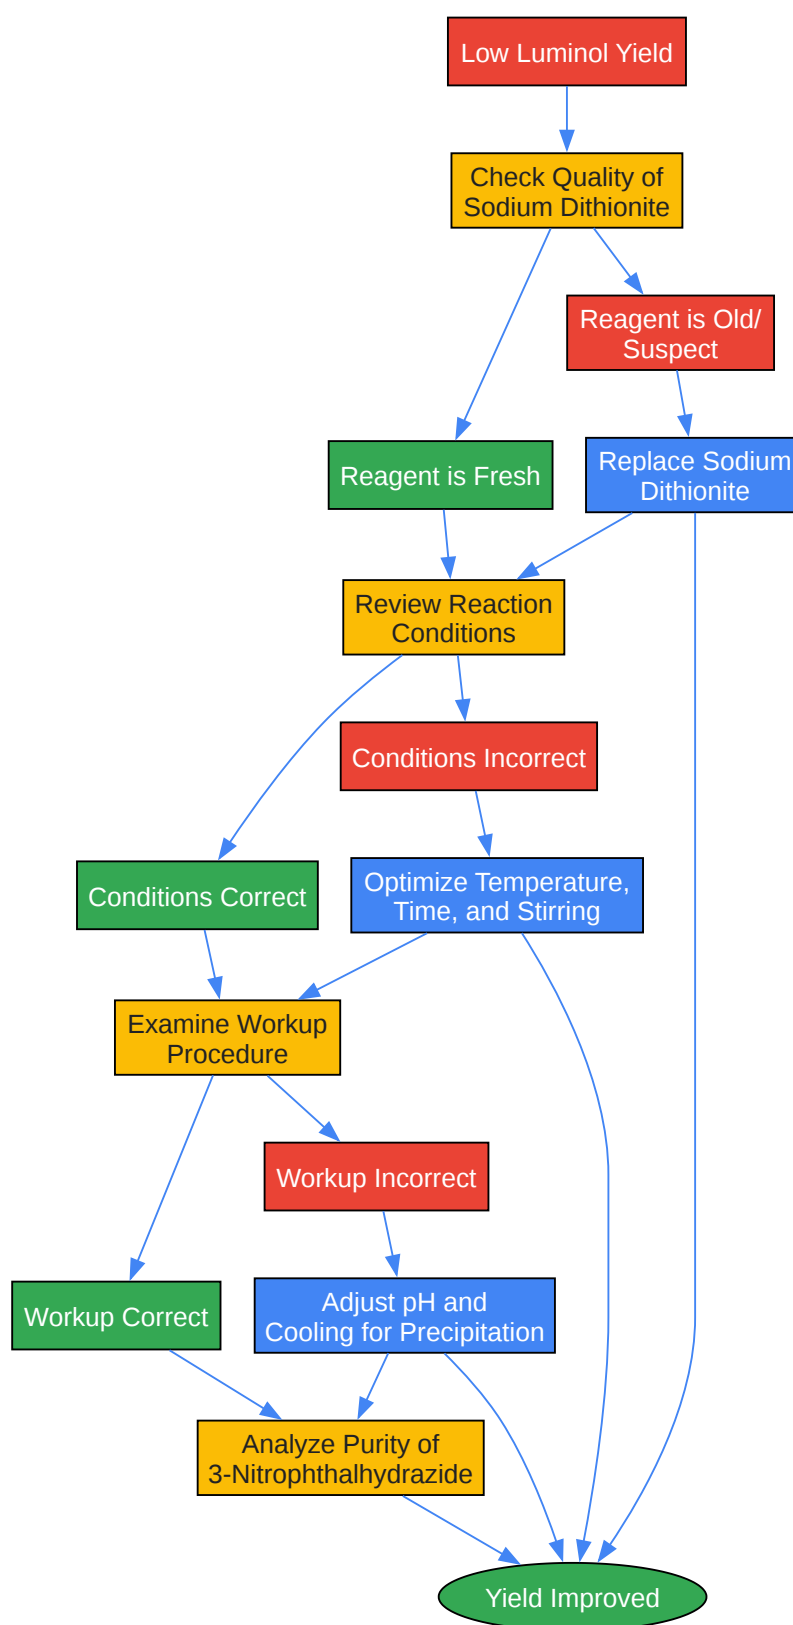 Low Luminol Yield
Check Quality of
Sodium Dithionite
Reagent is Old/
Suspect
Reagent is Fresh
Replace Sodium
Dithionite
Review Reaction
Conditions
Conditions Incorrect
Conditions Correct
Optimize Temperature,
Time, and Stirring
Examine Workup
Procedure
Workup Incorrect
Workup Correct
Adjust pH and
Cooling for Precipitation
Analyze Purity of
3-Nitrophthalhydrazide
Yield Improved